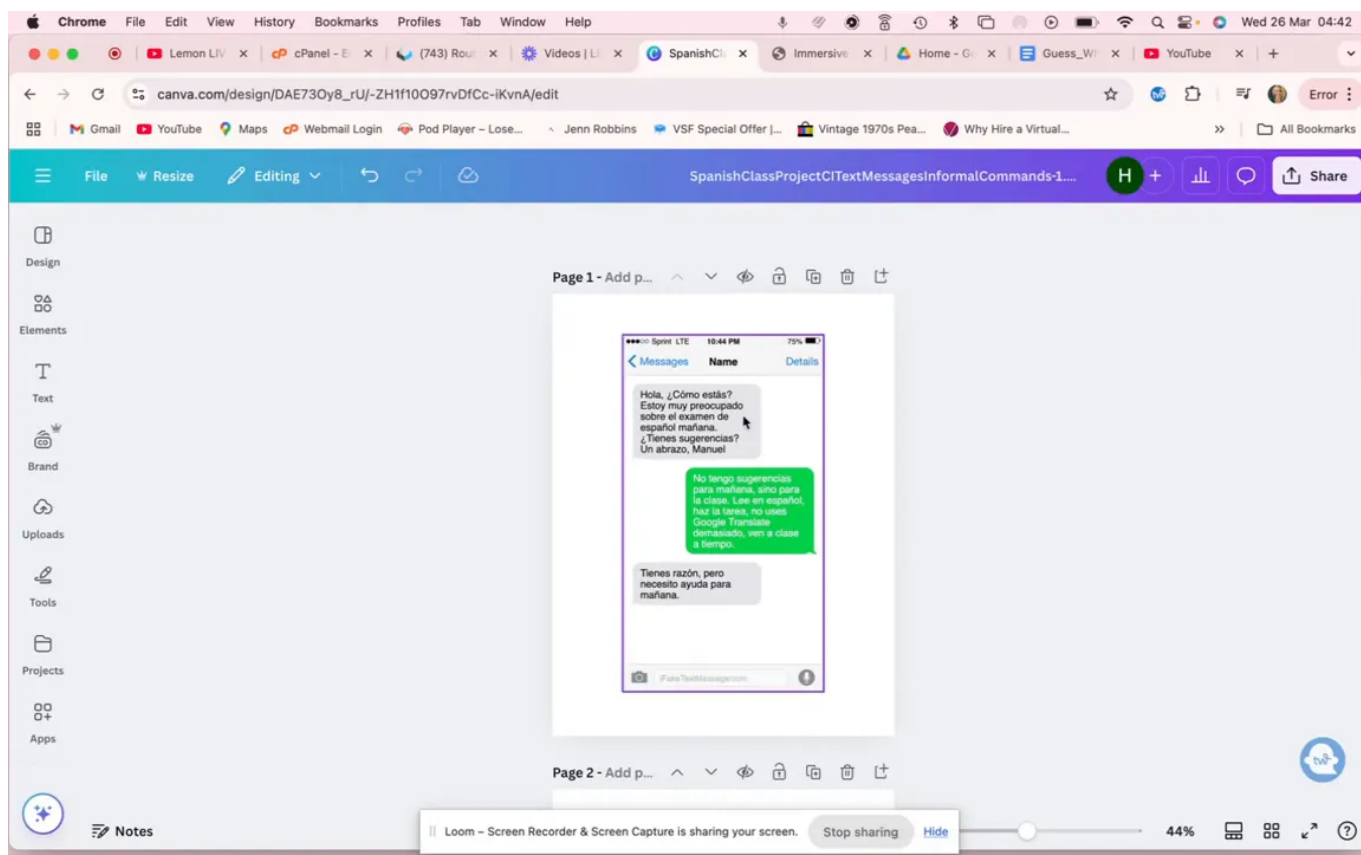 Chrome File Edit View History Bookmarks Profiles Tab Window Help Wed 26 Mar 04:42
Lemon LIV cPanel - E (743) Rou Videos | Li SpanishCl Immersive Home - Go Guess_Wh YouTube
canva.com/design/DAE73Oy8_rU/-ZH1f10O97rvDfCc-iKvnA/edit Error
Gmail YouTube Maps Webmail Login Pod Player – Lose... Jenn Robbins VSF Special Offer |... Vintage 1970s Pea... Why Hire a Virtual... » All Bookmarks
File Resize Editing SpanishClassProjectCITextMessagesInformalCommands-1.... H + Share
Design
Elements
Text
Brand
Uploads
Tools
Projects
Apps
Page 1 - Add p...
Sprint LTE 10:44 PM 75%
Messages Name Details
Hola, ¿Cómo estás?
Estoy muy preocupado
sobre el examen de
español mañana.
¿Tienes sugerencias?
Un abrazo, Manuel
No tengo sugerencias
para mañana, sino para
la clase. Lee en español,
haz la tarea, no uses
Google Translate
demasiado, ven a clase
a tiempo.
Tienes razón, pero
necesito ayuda para
mañana.
iFakeTextMessage.com
Page 2 - Add p...
tw
Notes
Loom – Screen Recorder & Screen Capture is sharing your screen. Stop sharing Hide
44%